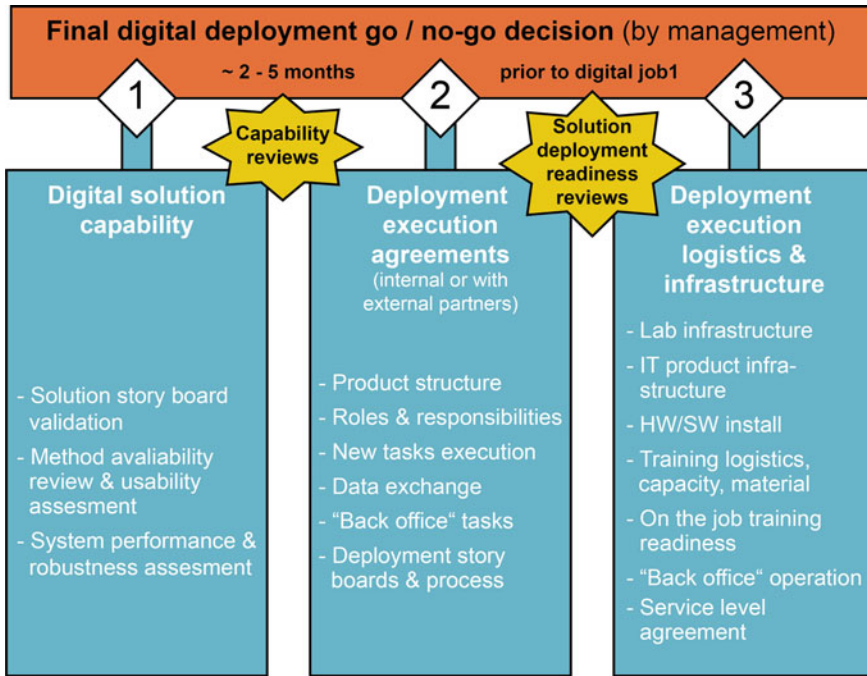 Final digital deployment go / no-go decision (by management)
~ 2 - 5 months
prior to digital job1
1
2
3
Capability
reviews
Solution
deployment
readiness
reviews
Digital solution
capability
- Solution story board
validation
- Method avaliability
review & usability
assesment
- System performance &
robustness assesment
Deployment
execution
agreements
(internal or with
external partners)
- Product structure
- Roles & responsibilities
- New tasks execution
- Data exchange
- “Back office“ tasks
- Deployment story
boards & process
Deployment
execution
logistics &
infrastructure
- Lab infrastructure
- IT product infra-
structure
- HW/SW install
- Training logistics,
capacity, material
- On the job training
readiness
- “Back office“ operation
- Service level
agreement